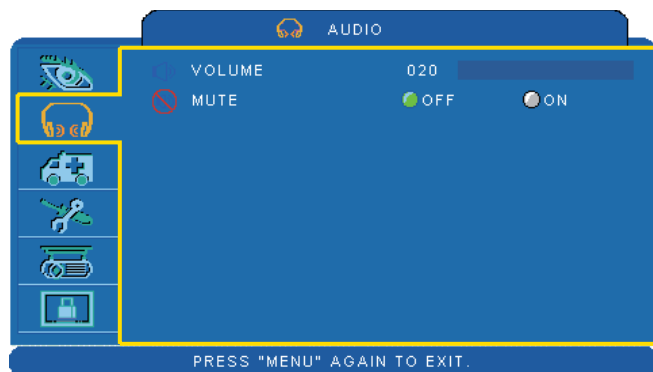 AUDIO
VOLUME 020
MUTE OFF ON
PRESS "MENU" AGAIN TO EXIT.